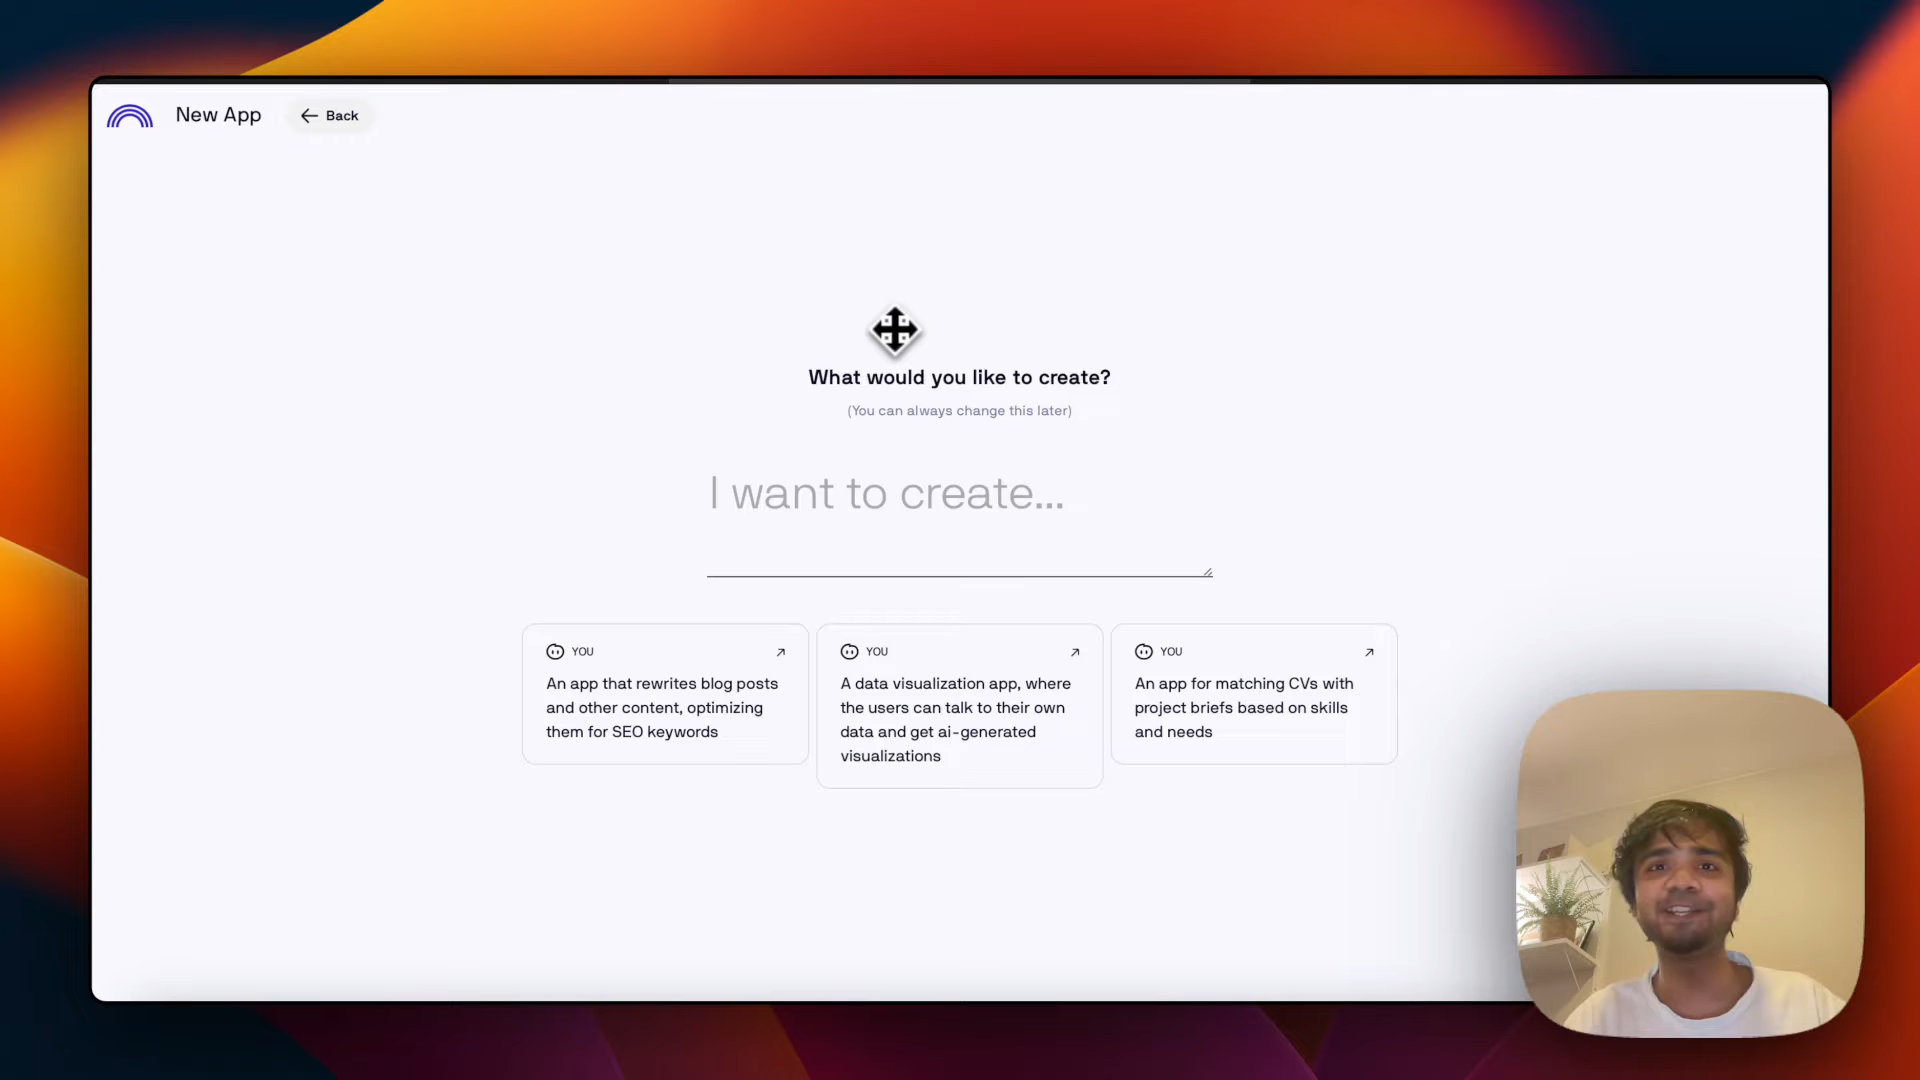 New App
Back
What would you like to create?
(You can always change this later)
I want to create...
YOU
An app that rewrites blog posts
and other content, optimizing
them for SEO keywords
YOU
A data visualization app, where
the users can talk to their own
data and get ai-generated
visualizations
YOU
An app for matching CVs with
project briefs based on skills
and needs